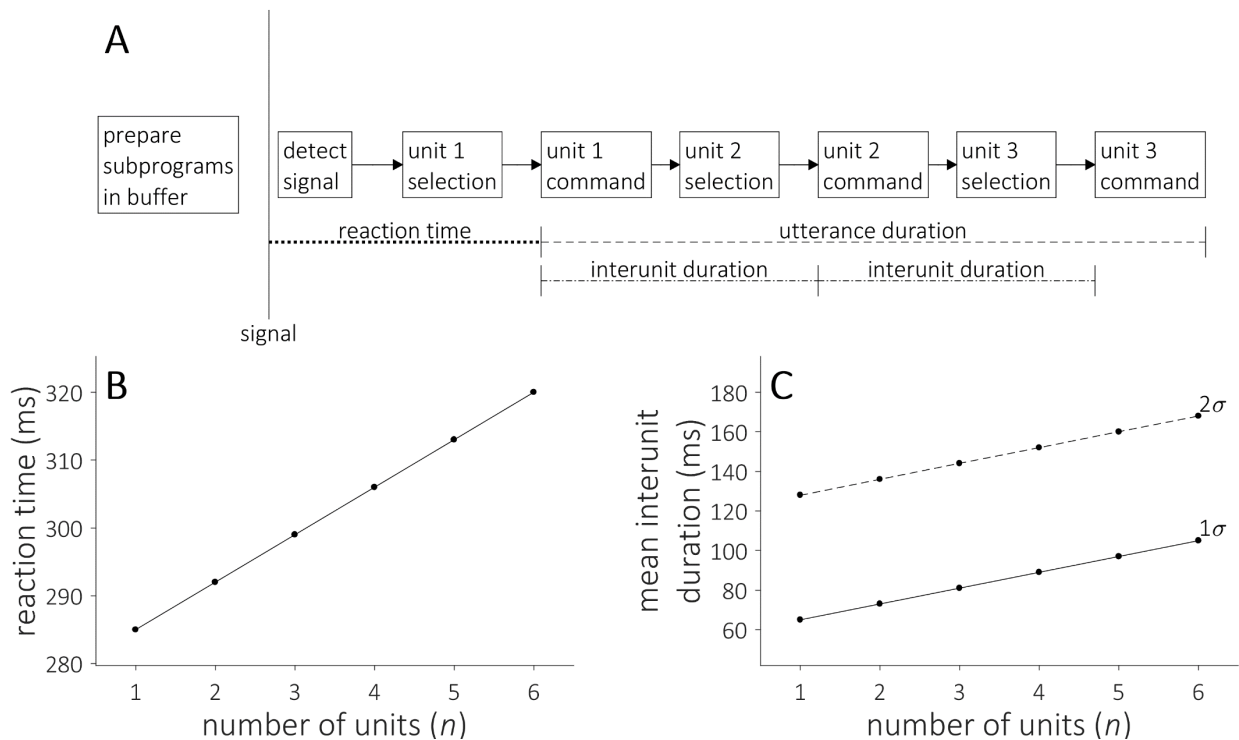 A
prepare
subprograms
in buffer
detect
signal
unit 1
selection
unit 1
command
unit 2
selection
unit 2
command
unit 3
selection
unit 3
command
reaction time
utterance duration
interunit duration
interunit duration
signal
B
reaction time (ms)
320
310
300
290
280
1 2 3 4 5 6
number of units (n)
C
mean interunit
duration (ms)
180
160
140
120
100
80
60
2σ
1σ
1 2 3 4 5 6
number of units (n)